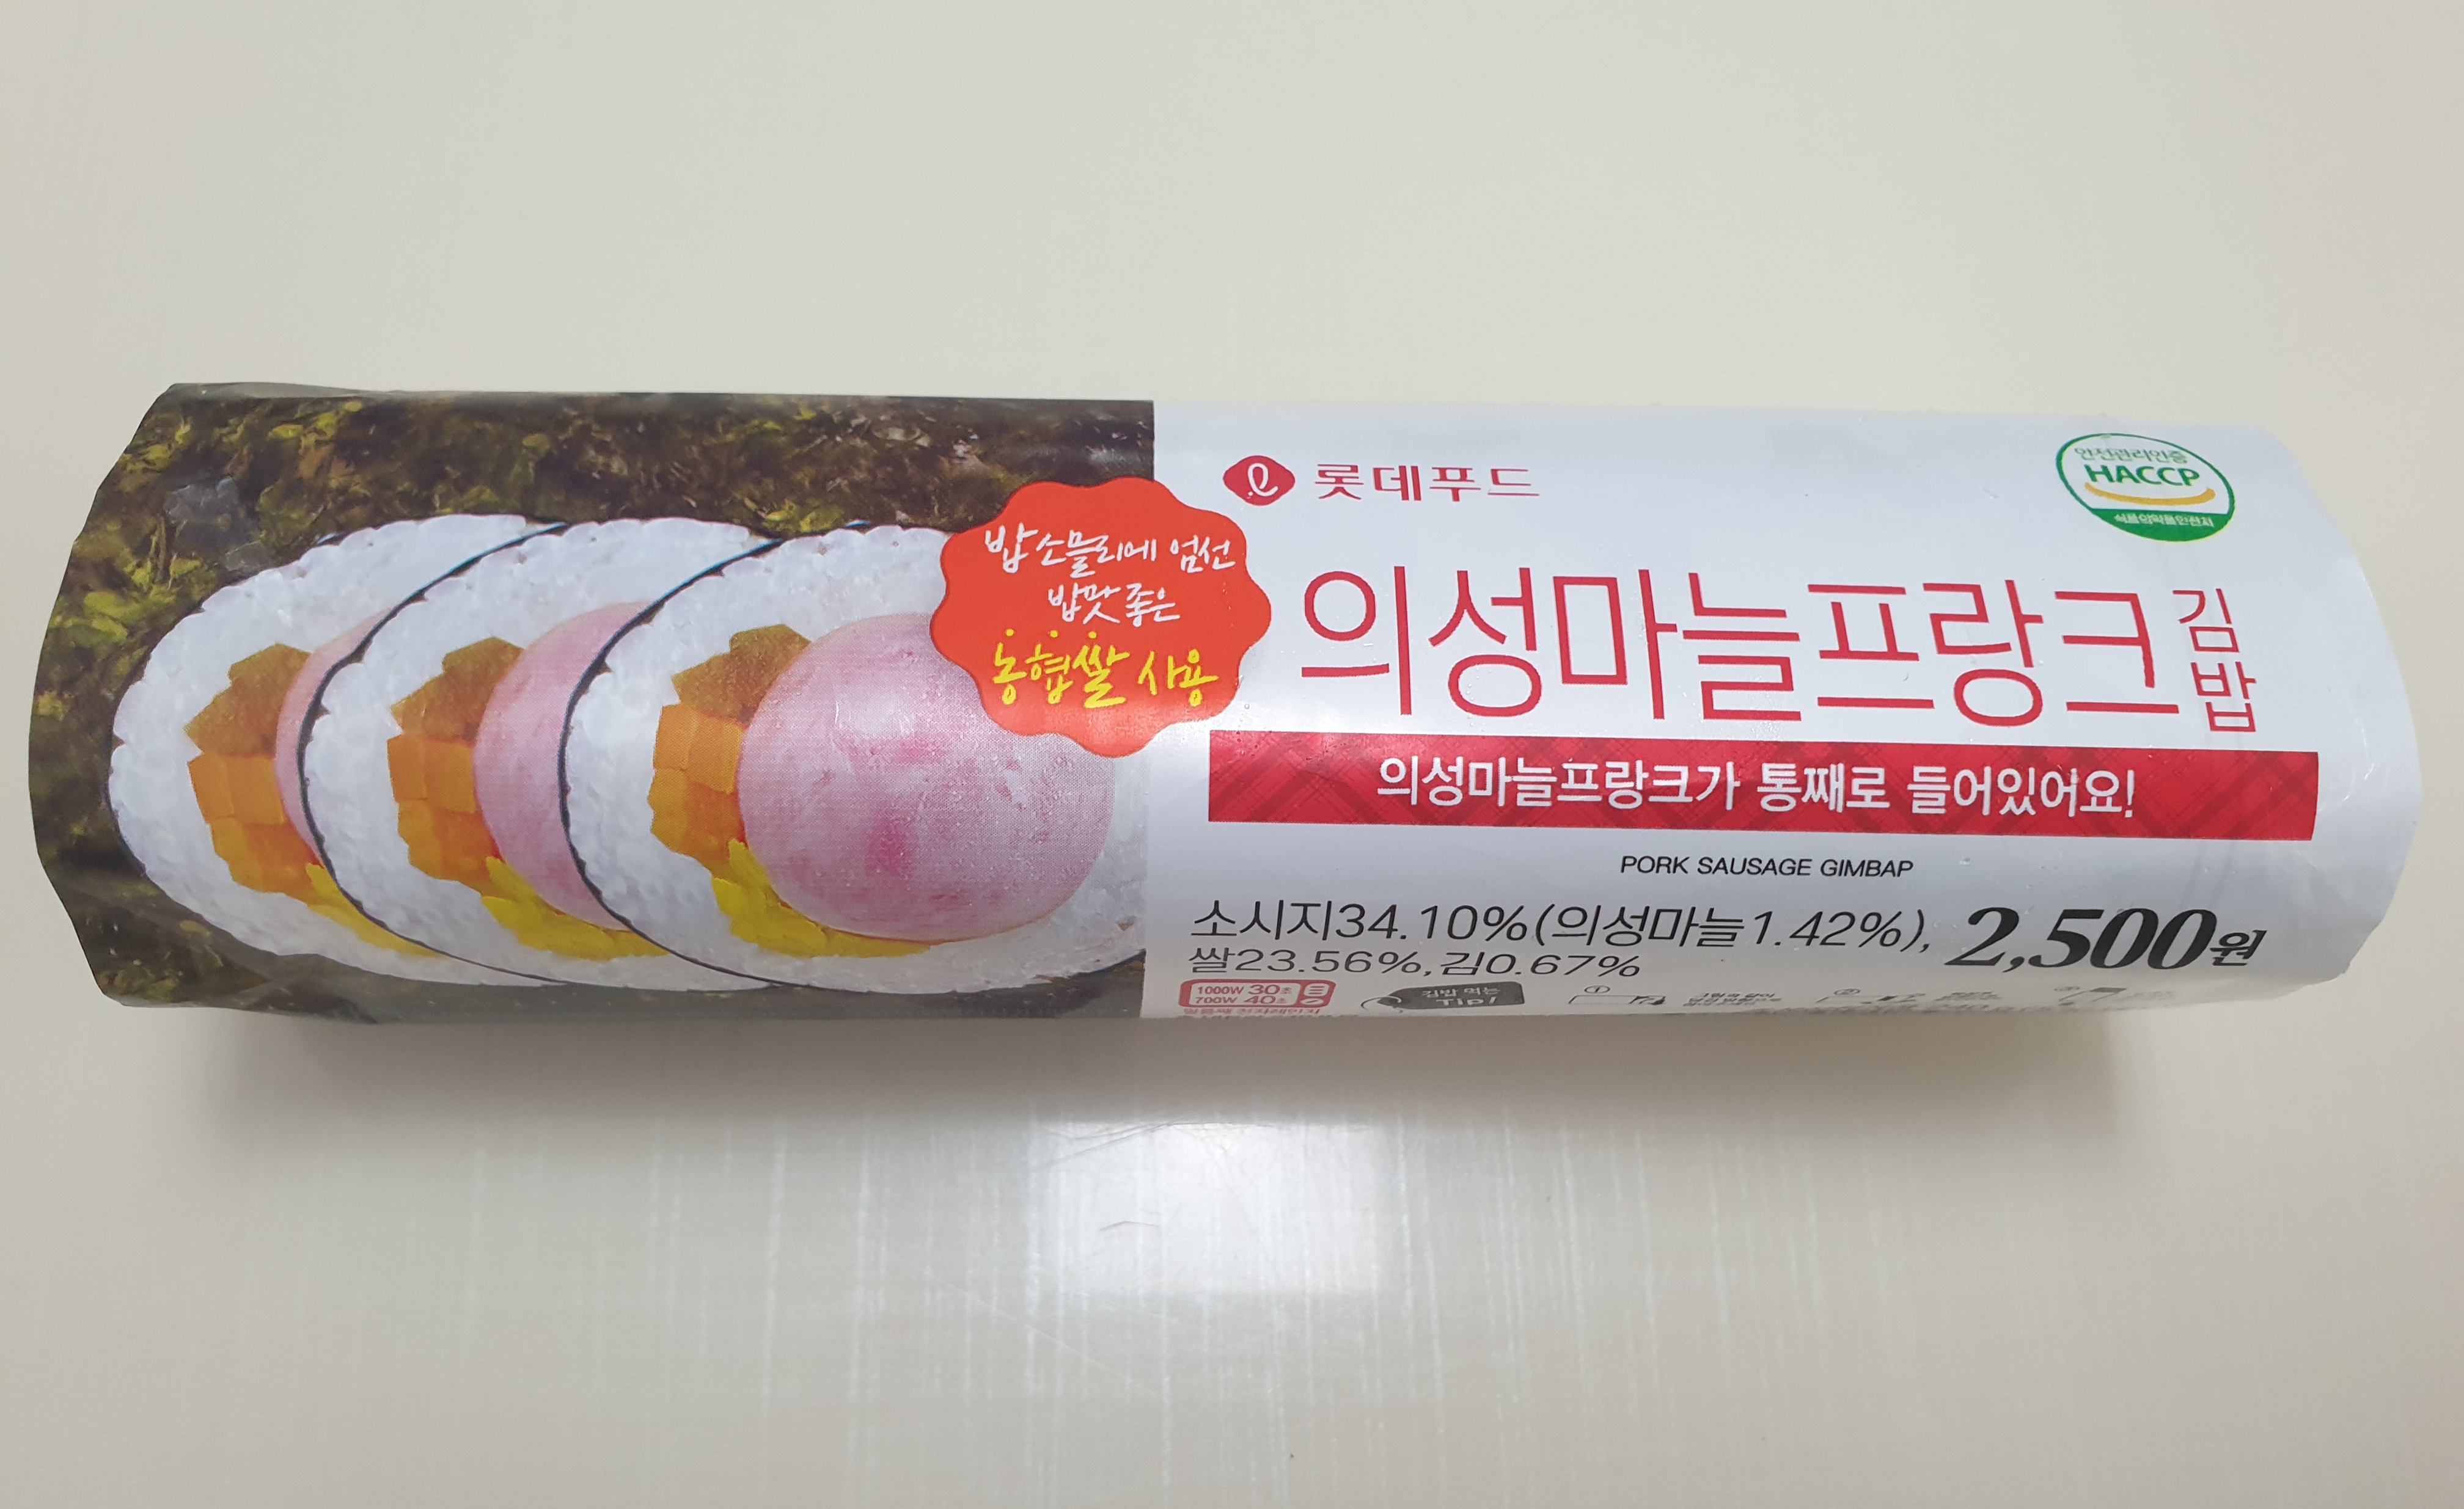 밥소믈리에 엄선
밥맛 좋은
농협쌀 사용
롯데푸드
안전관리인증
HACCP
식품의약품안전처
의성마늘프랑크
김밥
의성마늘프랑크가 통째로 들어있어요!
PORK SAUSAGE GIMBAP
소시지34.10%(의성마늘1.42%),
쌀23.56%,김0.67%
2,500원
1000W 30초
700W 40초
김밥 먹는
Tip!
①
②
③